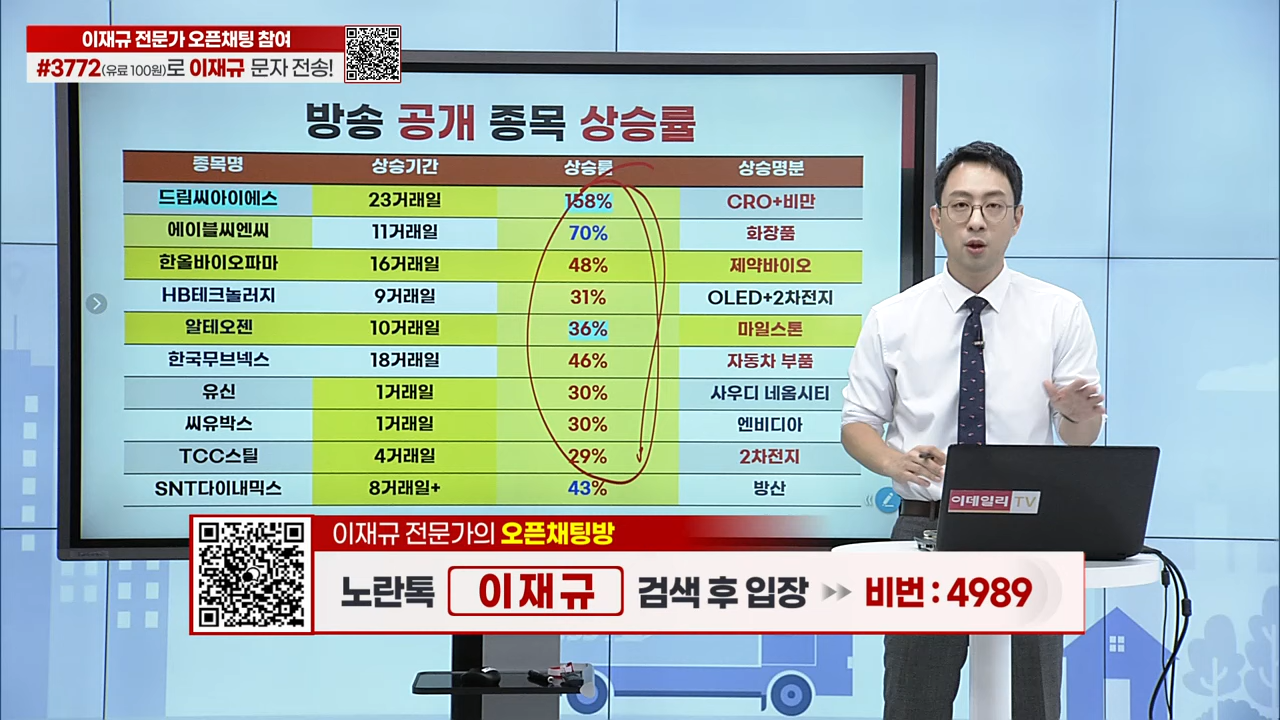 이재규 전문가 오픈채팅 참여
#3772(유료 100원)로 이재규 문자 전송!
방송 공개 종목 상승률
종목명 상승기간 상승률 상승명분
드림씨아이에스 23거래일 158% CRO+비만
에이블씨엔씨 11거래일 70% 화장품
한올바이오파마 16거래일 48% 제약바이오
HB테크놀러지 9거래일 31% OLED+2차전지
알테오젠 10거래일 36% 마일스톤
한국무브넥스 18거래일 46% 자동차 부품
유신 1거래일 30% 사우디 네옴시티
씨유박스 1거래일 30% 엔비디아
TCC스틸 4거래일 29% 2차전지
SNT다이내믹스 8거래일+ 43% 방산
이데일리 TV
이재규 전문가의 오픈채팅방
노란톡 이재규 검색 후 입장 비번 : 4989